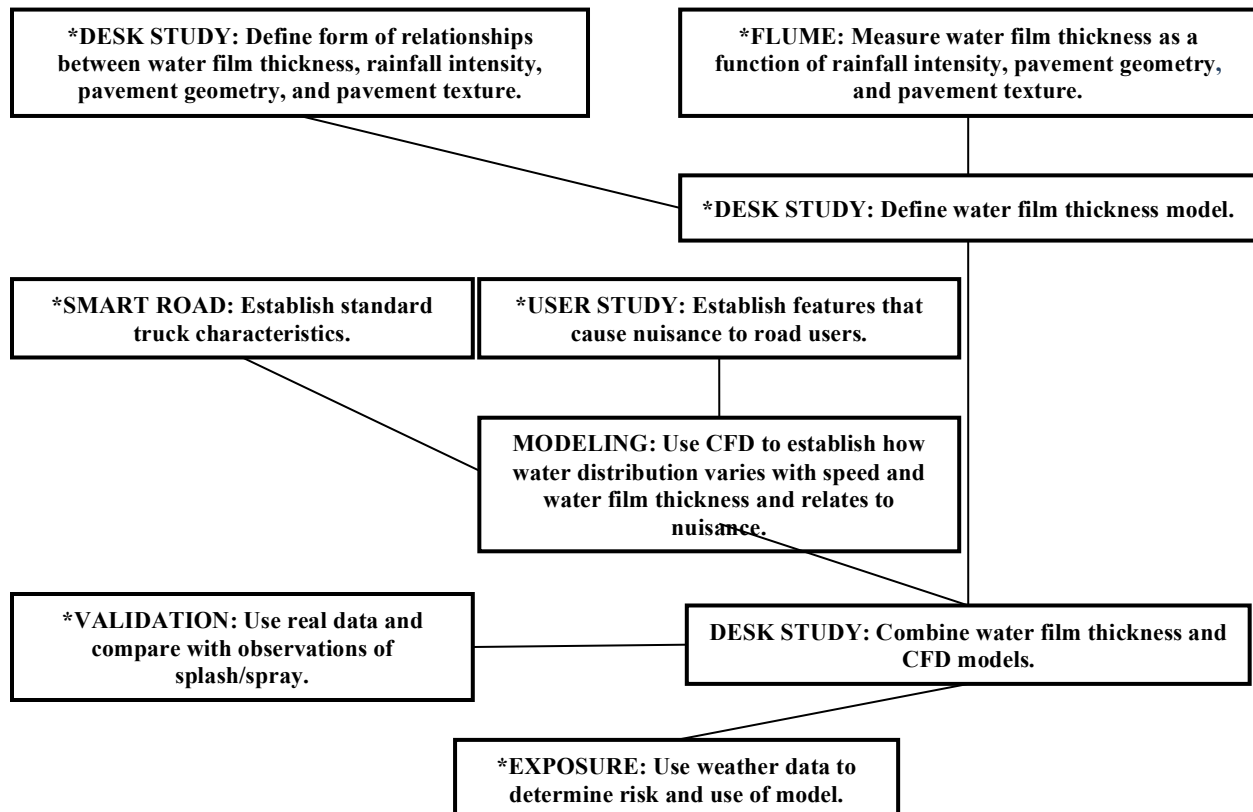 *DESK STUDY: Define form of relationships
between water film thickness, rainfall intensity,
pavement geometry, and pavement texture.
*FLUME: Measure water film thickness as a
function of rainfall intensity, pavement geometry,
and pavement texture.
*DESK STUDY: Define water film thickness model.
*SMART ROAD: Establish standard
truck characteristics.
*USER STUDY: Establish features that
cause nuisance to road users.
MODELING: Use CFD to establish how
water distribution varies with speed and
water film thickness and relates to
nuisance.
*VALIDATION: Use real data and
compare with observations of
splash/spray.
DESK STUDY: Combine water film thickness and
CFD models.
*EXPOSURE: Use weather data to
determine risk and use of model.